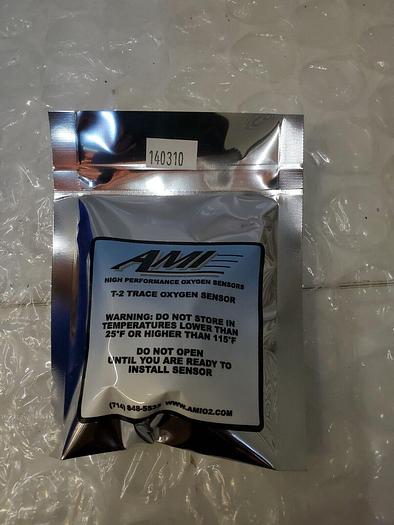 140310
AMI
HIGH PERFORMANCE OXYGEN SENSORS
T-2 TRACE OXYGEN SENSOR
WARNING: DO NOT STORE IN
TEMPERATURES LOWER THAN
25°F OR HIGHER THAN 115°F
DO NOT OPEN
UNTIL YOU ARE READY TO
INSTALL SENSOR
(714) WWW.AMIO2.COM